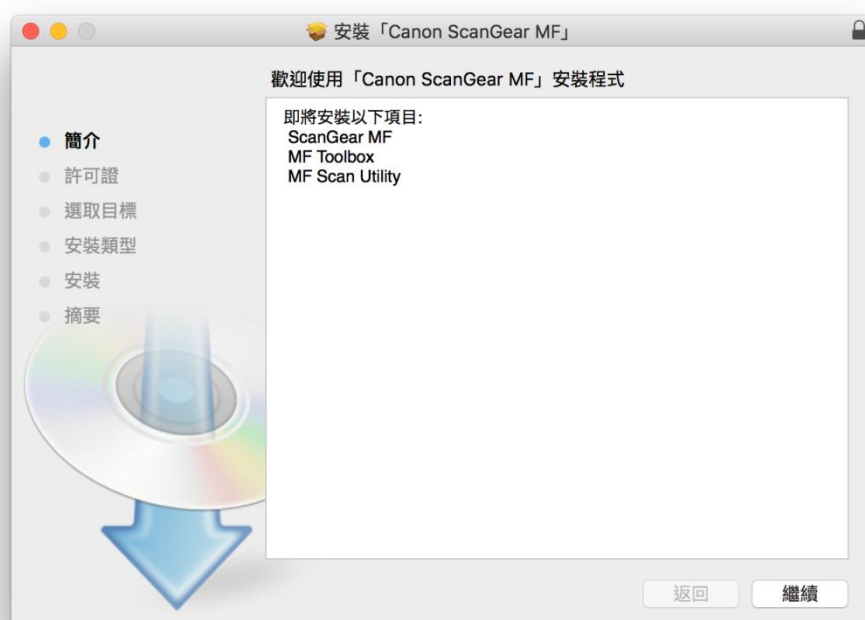 安裝「Canon ScanGear MF」
歡迎使用「Canon ScanGear MF」安裝程式
簡介
許可證
選取目標
安裝類型
安裝
摘要
即將安裝以下項目:
ScanGear MF
MF Toolbox
MF Scan Utility
返回
繼續